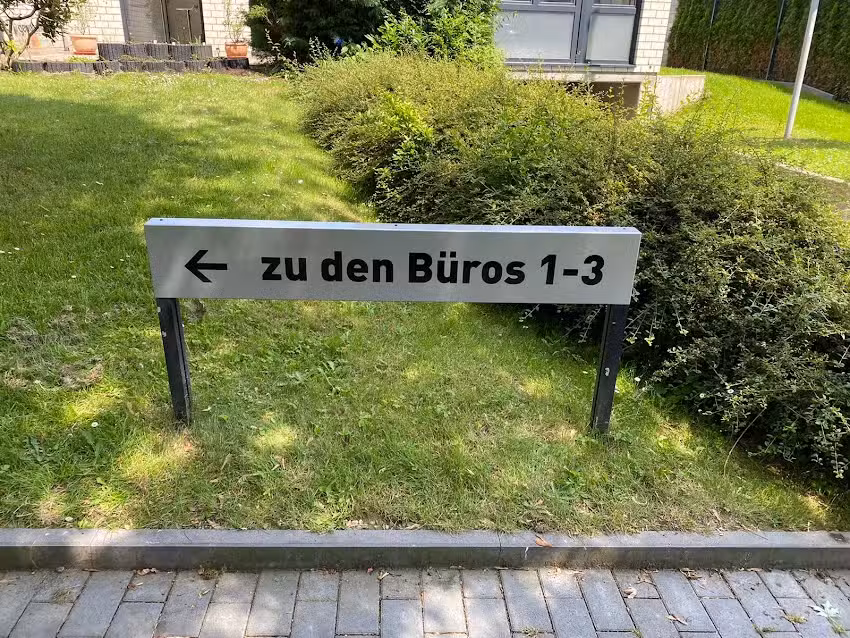 ← zu den Büros 1-3